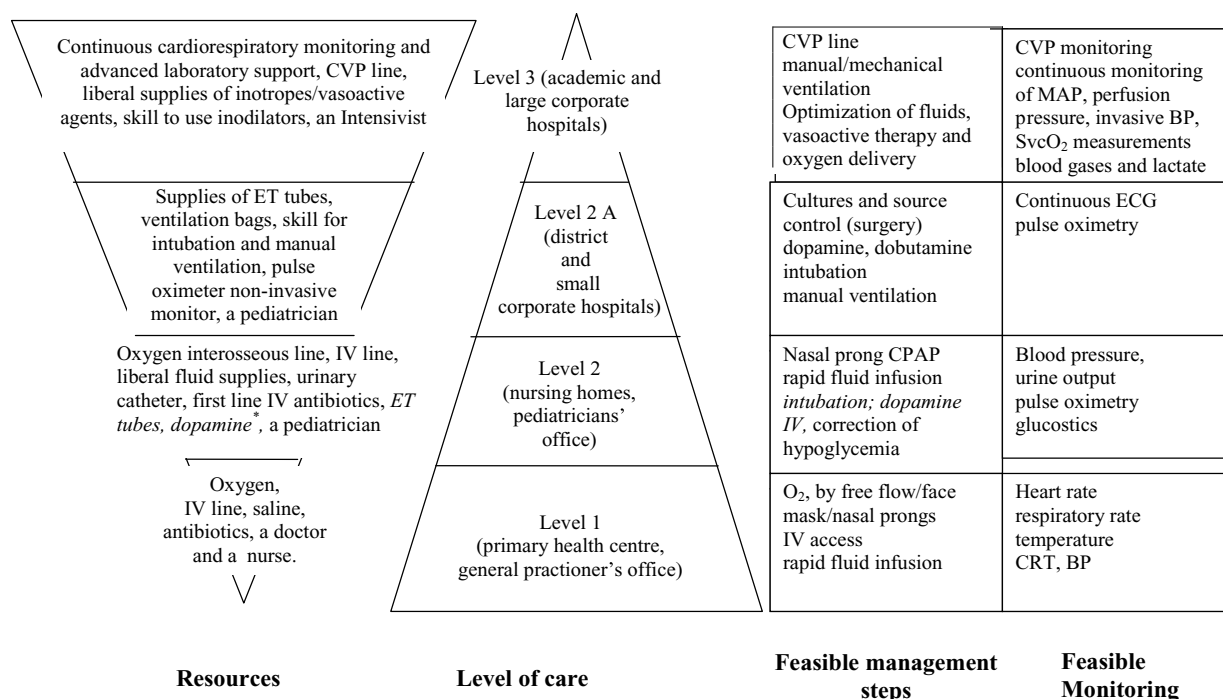 Continuous cardiorespiratory monitoring and
advanced laboratory support, CVP line,
liberal supplies of inotropes/vasoactive
agents, skill to use inodilators, an Intensivist
Level 3 (academic and
large corporate
hospitals)
CVP line
manual/mechanical
ventilation
Optimization of fluids,
vasoactive therapy and
oxygen delivery
CVP monitoring
continuous monitoring
of MAP, perfusion
pressure, invasive BP,
SvcO₂ measurements
blood gases and lactate
Supplies of ET tubes,
ventilation bags, skill for
intubation and manual
ventilation, pulse
oximeter non-invasive
monitor, a pediatrician
Level 2 A
(district
and
small
corporate hospitals)
Cultures and source
control (surgery)
dopamine, dobutamine
intubation
manual ventilation
Continuous ECG
pulse oximetry
Oxygen interosseous line, IV line,
liberal fluid supplies, urinary
catheter, first line IV antibiotics, ET
tubes, dopamine*, a pediatrician
Level 2
(nursing homes,
pediatricians’
office)
Nasal prong CPAP
rapid fluid infusion
intubation; dopamine
IV, correction of
hypoglycemia
Blood pressure,
urine output
pulse oximetry
glucostics
Oxygen,
IV line, saline,
antibiotics, a doctor
and a nurse.
Level 1
(primary health centre,
general practioner’s office)
O₂, by free flow/face
mask/nasal prongs
IV access
rapid fluid infusion
Heart rate
respiratory rate
temperature
CRT, BP
Resources
Level of care
Feasible management
steps
Feasible
Monitoring